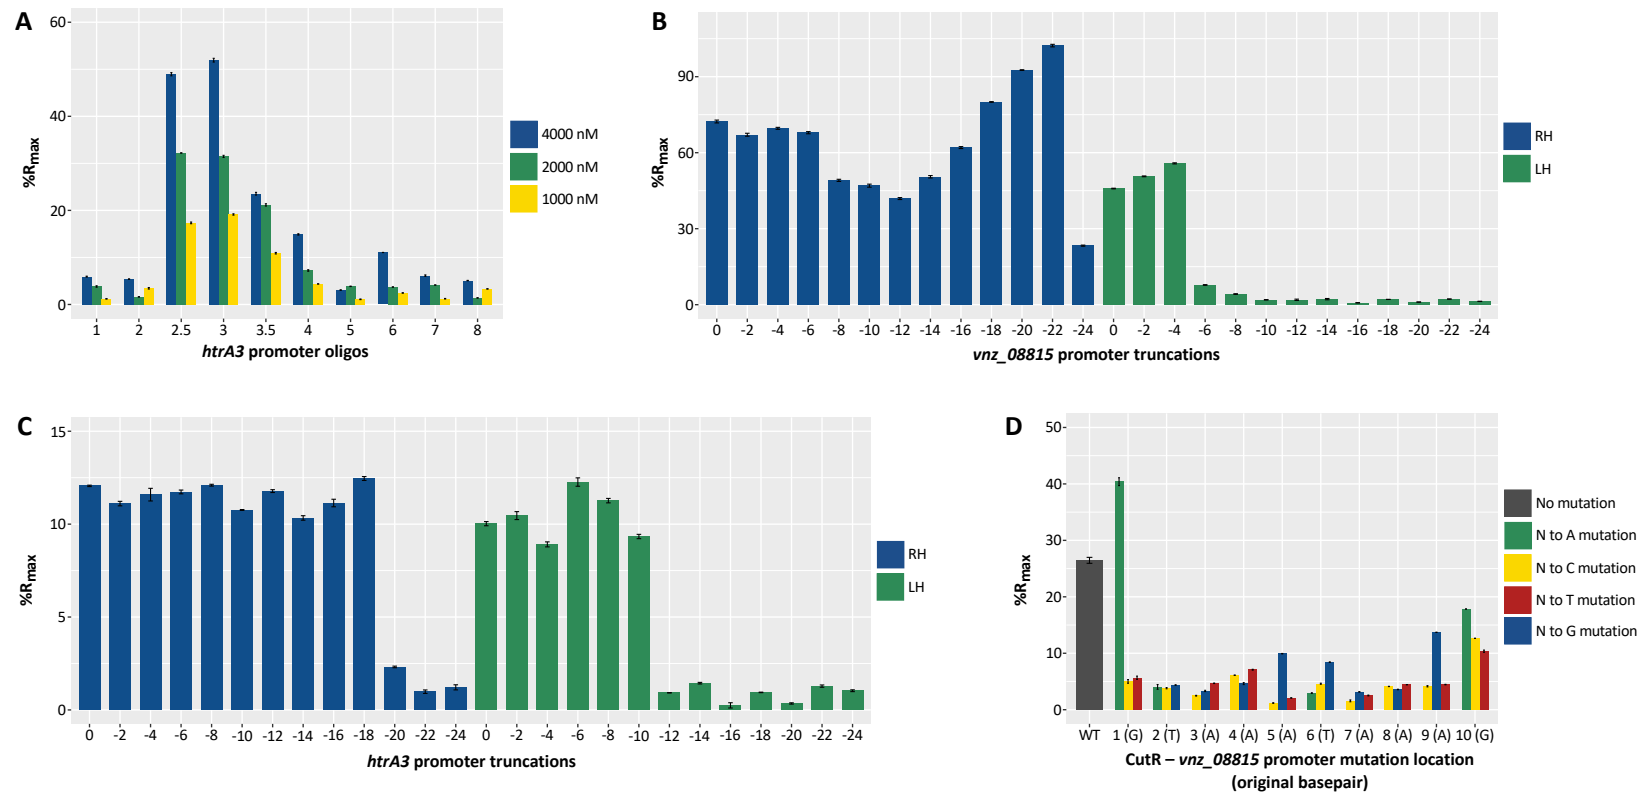 A
60
40
20
0
%Rmax
1 2 2.5 3 3.5 4 5 6 7 8
htrA3 promoter oligos
4000 nM
2000 nM
1000 nM
B
90
60
30
0
%Rmax
0 -2 -4 -6 -8 -10 -12 -14 -16 -18 -20 -22 -24 0 -2 -4 -6 -8 -10 -12 -14 -16 -18 -20 -22 -24
vnz_08815 promoter truncations
RH
LH
C
15
10
5
0
%Rmax
0 -2 -4 -6 -8 -10 -12 -14 -16 -18 -20 -22 -24 0 -2 -4 -6 -8 -10 -12 -14 -16 -18 -20 -22 -24
htrA3 promoter truncations
RH
LH
D
50
40
30
20
10
0
%Rmax
WT 1 (G) 2 (T) 3 (A) 4 (A) 5 (A) 6 (T) 7 (A) 8 (A) 9 (A) 10 (G)
CutR – vnz_08815 promoter mutation location
(original basepair)
No mutation
N to A mutation
N to C mutation
N to T mutation
N to G mutation